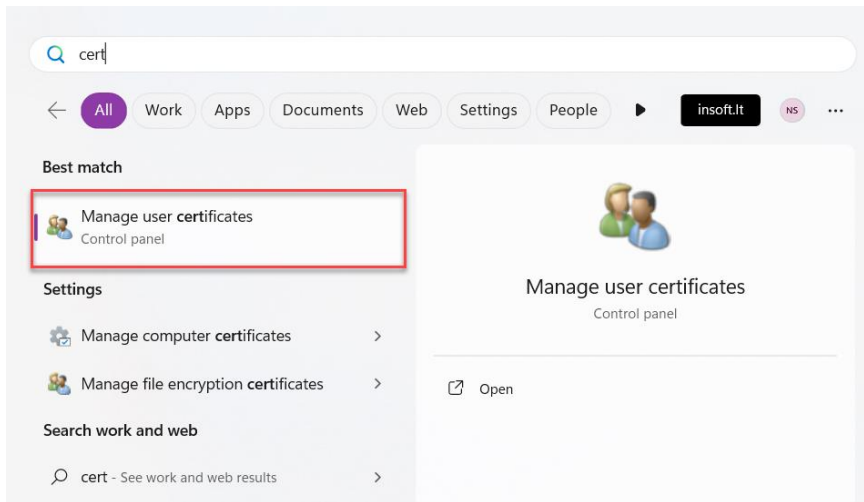 cert
All Work Apps Documents Web Settings People insoft.lt NS ...
Best match
Manage user certificates
Control panel
Settings
Manage computer certificates
Manage file encryption certificates
Search work and web
cert - See work and web results
Manage user certificates
Control panel
Open